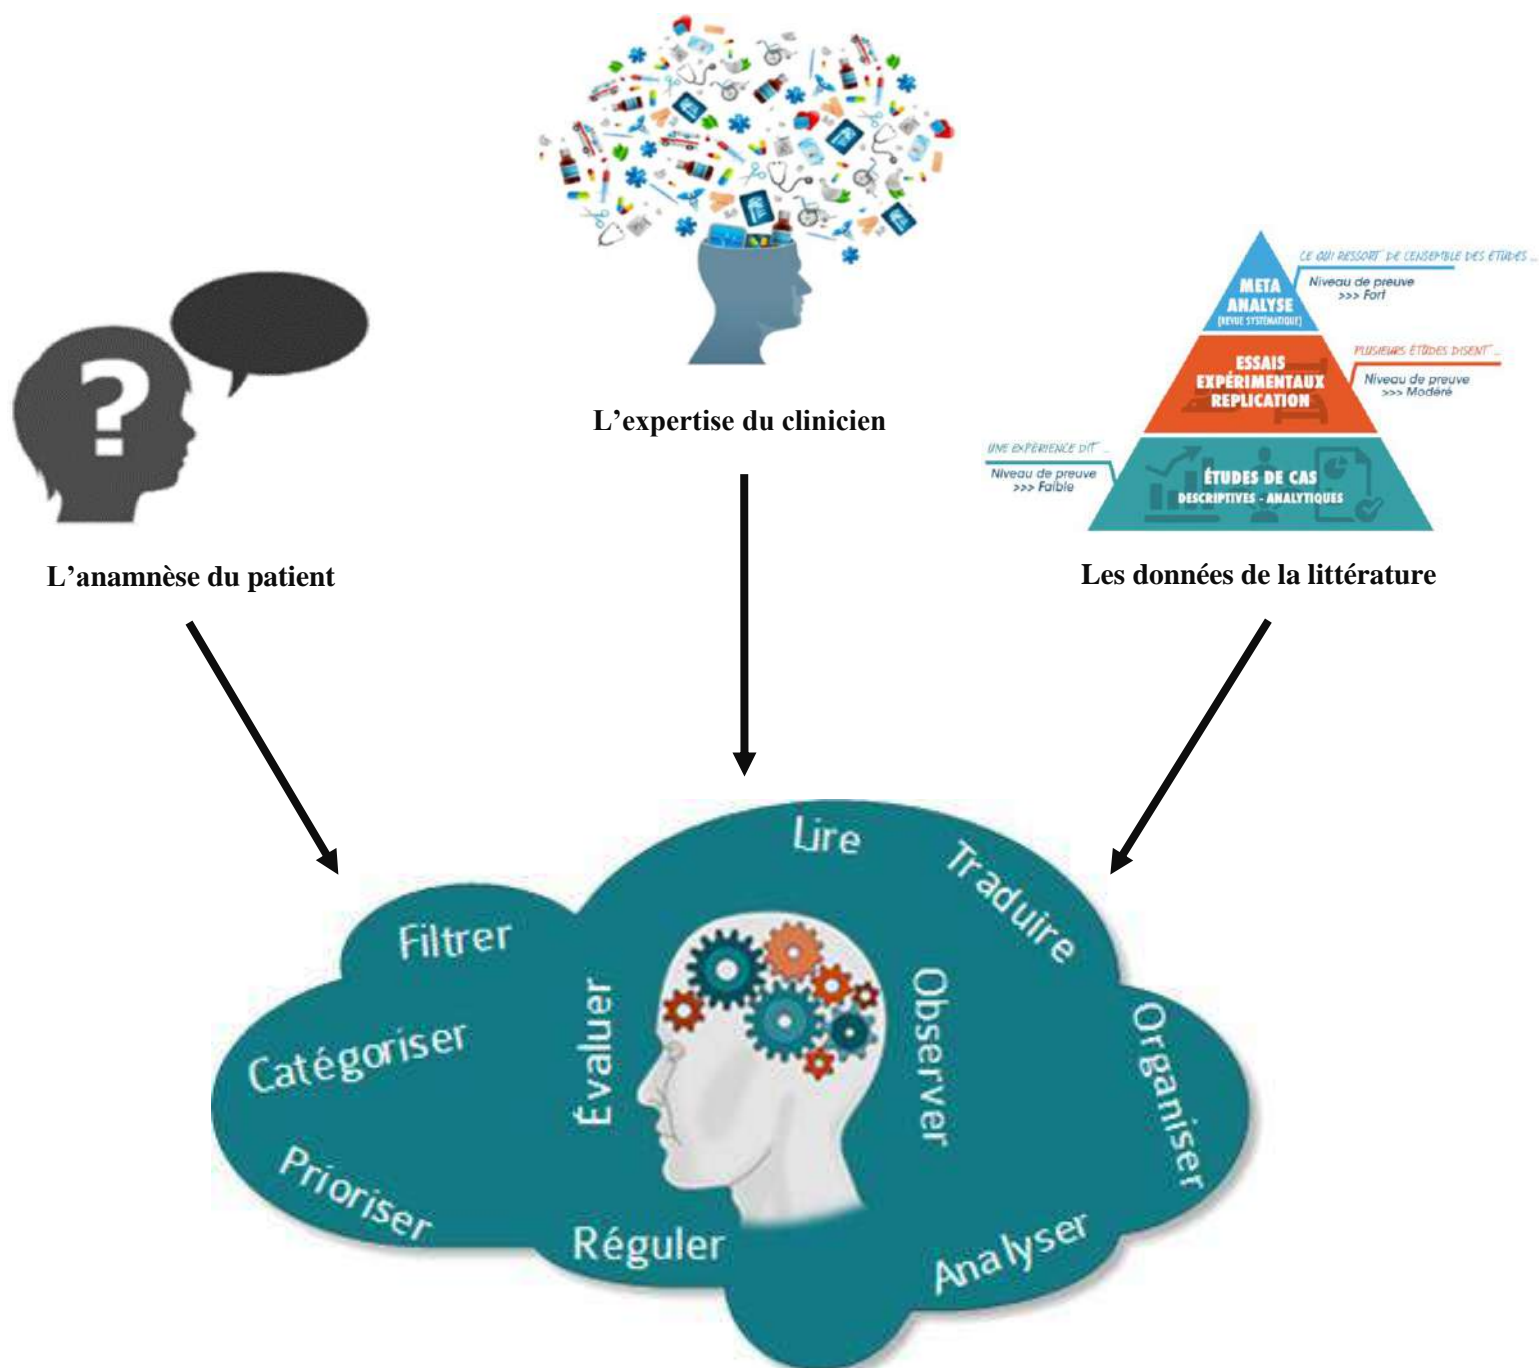 L’expertise du clinicien
L’anamnèse du patient
CE QUI RESSORT DE L'ENSEMBLE DES ETUDES ...
Niveau de preuve
>>> Fort
META
ANALYSE
(REVUE SYSTÉMATIQUE)
PLUSIEURS ÉTUDES DISENT ...
Niveau de preuve
>>> Modéré
ESSAIS
EXPÉRIMENTAUX
REPLICATION
UNE EXPÉRIENCE DIT ...
Niveau de preuve
>>> Faible
ÉTUDES DE CAS
DESCRIPTIVES - ANALYTIQUES
Les données de la littérature
Lire
Traduire
Filtrer
Évaluer
Observer
Organiser
Catégoriser
Prioriser
Réguler
Analyser